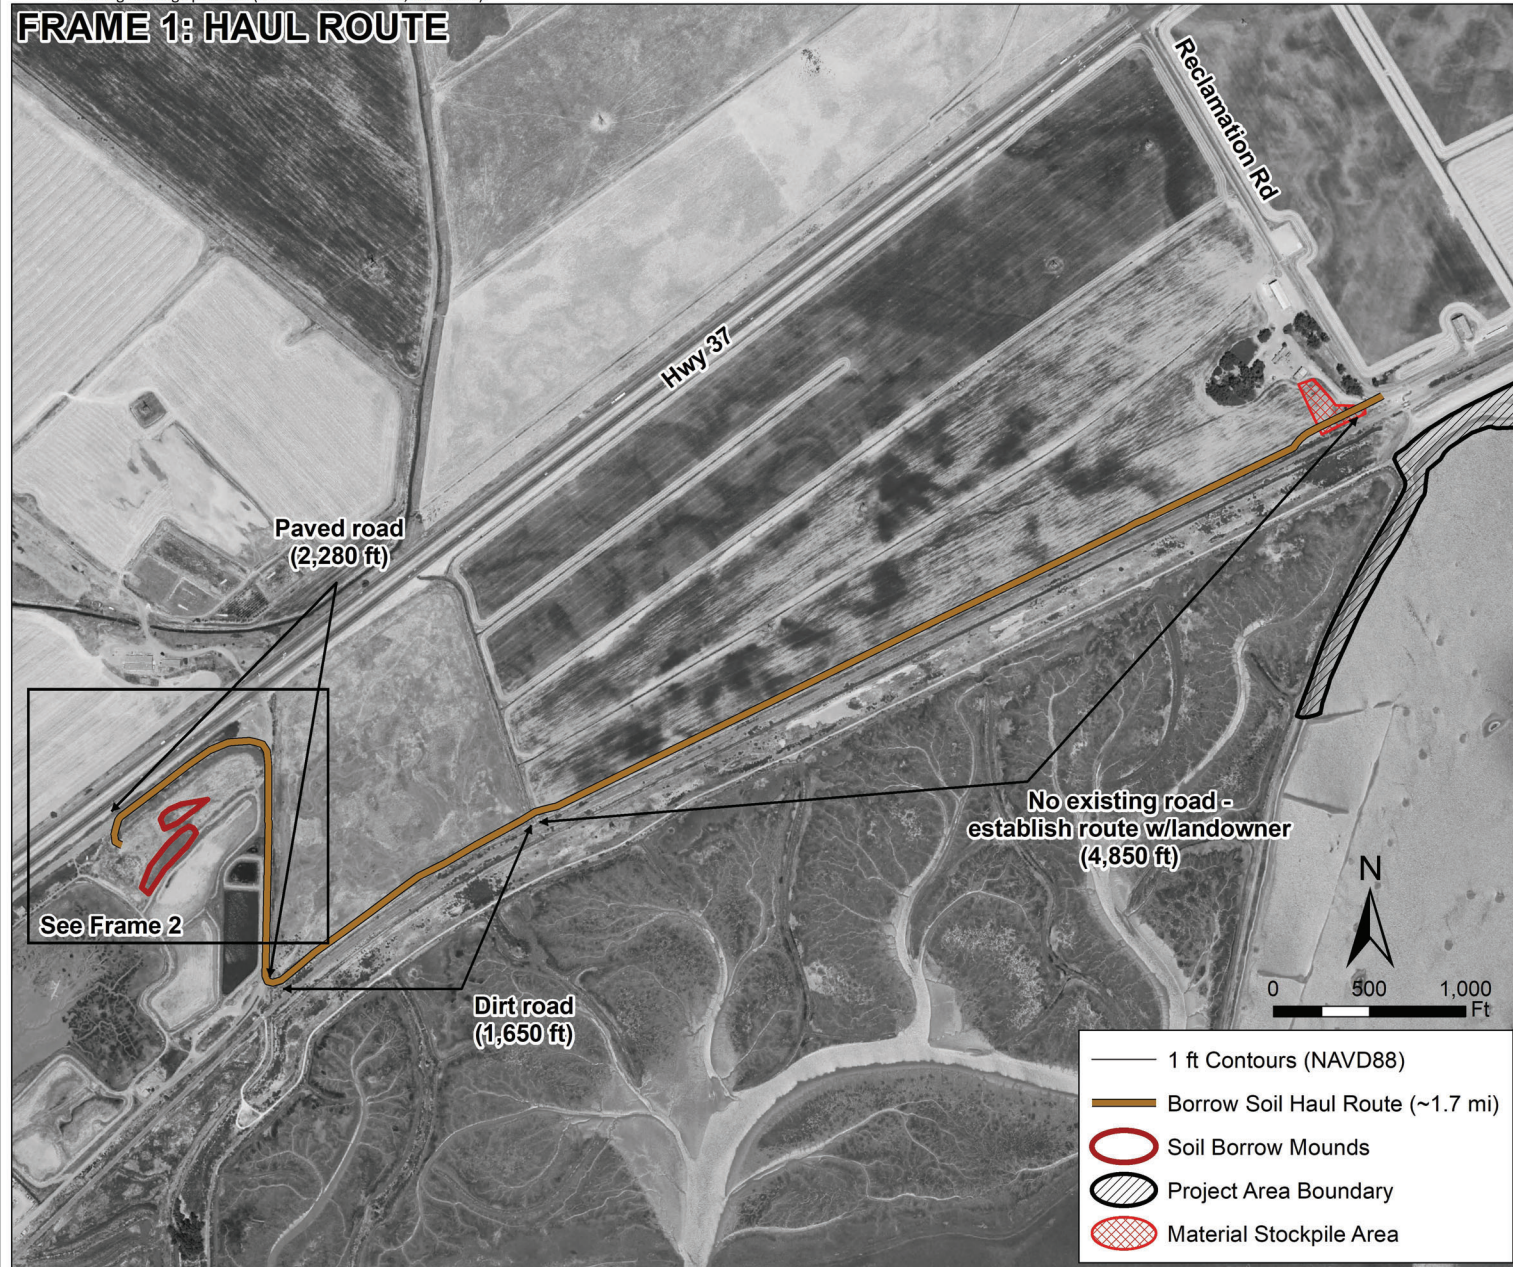 FRAME 1: HAUL ROUTE
Reclamation Rd
Hwy 37
Paved road
(2,280 ft)
No existing road -
establish route w/landowner
(4,850 ft)
See Frame 2
Dirt road
(1,650 ft)
N
0 500 1,000
Ft
1 ft Contours (NAVD88)
Borrow Soil Haul Route (~1.7 mi)
Soil Borrow Mounds
Project Area Boundary
Material Stockpile Area